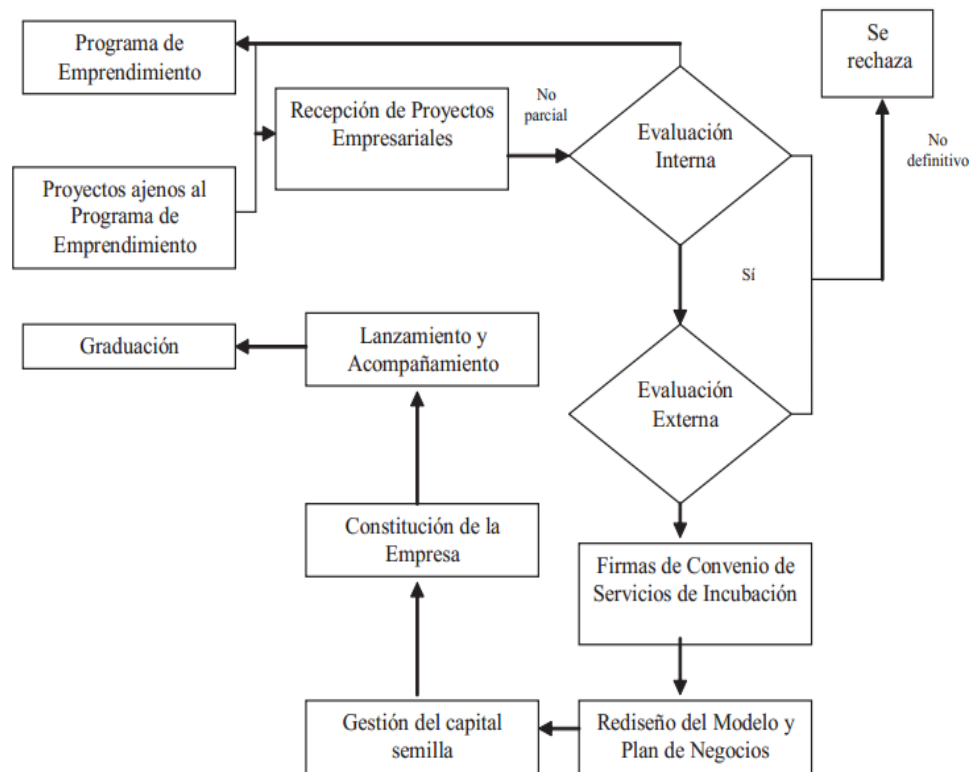 Programa de
Emprendimiento
Se
rechaza
Recepción de Proyectos
Empresariales
No
parcial
Evaluación
Interna
No
definitivo
Proyectos ajenos al
Programa de
Emprendimiento
Sí
Graduación
Lanzamiento y
Acompañamiento
Evaluación
Externa
Constitución de la
Empresa
Firmas de Convenio de
Servicios de Incubación
Gestión del capital
semilla
Rediseño del Modelo y
Plan de Negocios